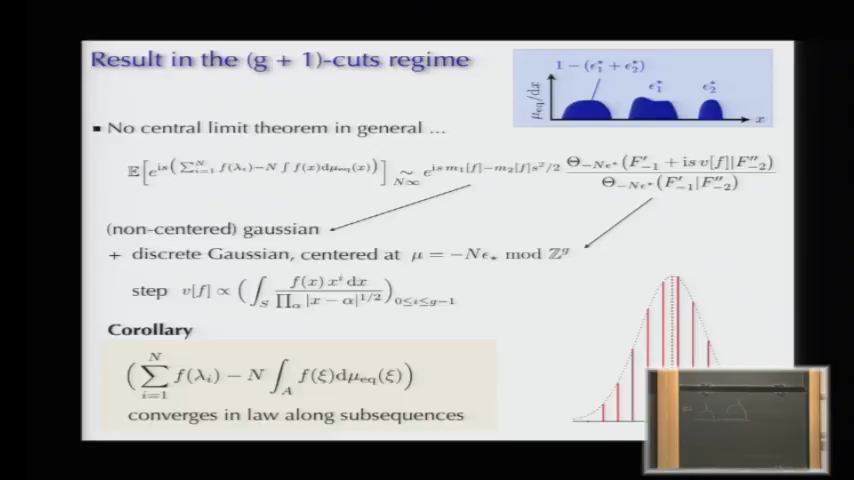 Result in the (g + 1)-cuts regime
1 − (ϵ₁* + ϵ₂*)
ϵ₁*
ϵ₂*
μ_eq/dx
x
▪ No central limit theorem in general ...
𝔼[e^{is(∑_{i=1}^{N} f(λ_i)−N ∫ f(x)dμ_eq(x))}] ∼_{N∞} e^{is m₁[f]−m₂[f]s²/2} Θ_{−Nϵ*}(F′_{−1} + is v[f]|F″_{−2}) / Θ_{−Nϵ*}(F′_{−1}|F″_{−2})
(non-centered) gaussian
+ discrete Gaussian, centered at μ = −Nϵ⋆ mod ℤ^g
step v[f] ∝ (∫_S f(x) x^i dx / ∏_α |x − α|^{1/2})_{0≤i≤g−1}
Corollary
(∑_{i=1}^{N} f(λ_i) − N ∫_A f(ξ)dμ_eq(ξ))
converges in law along subsequences